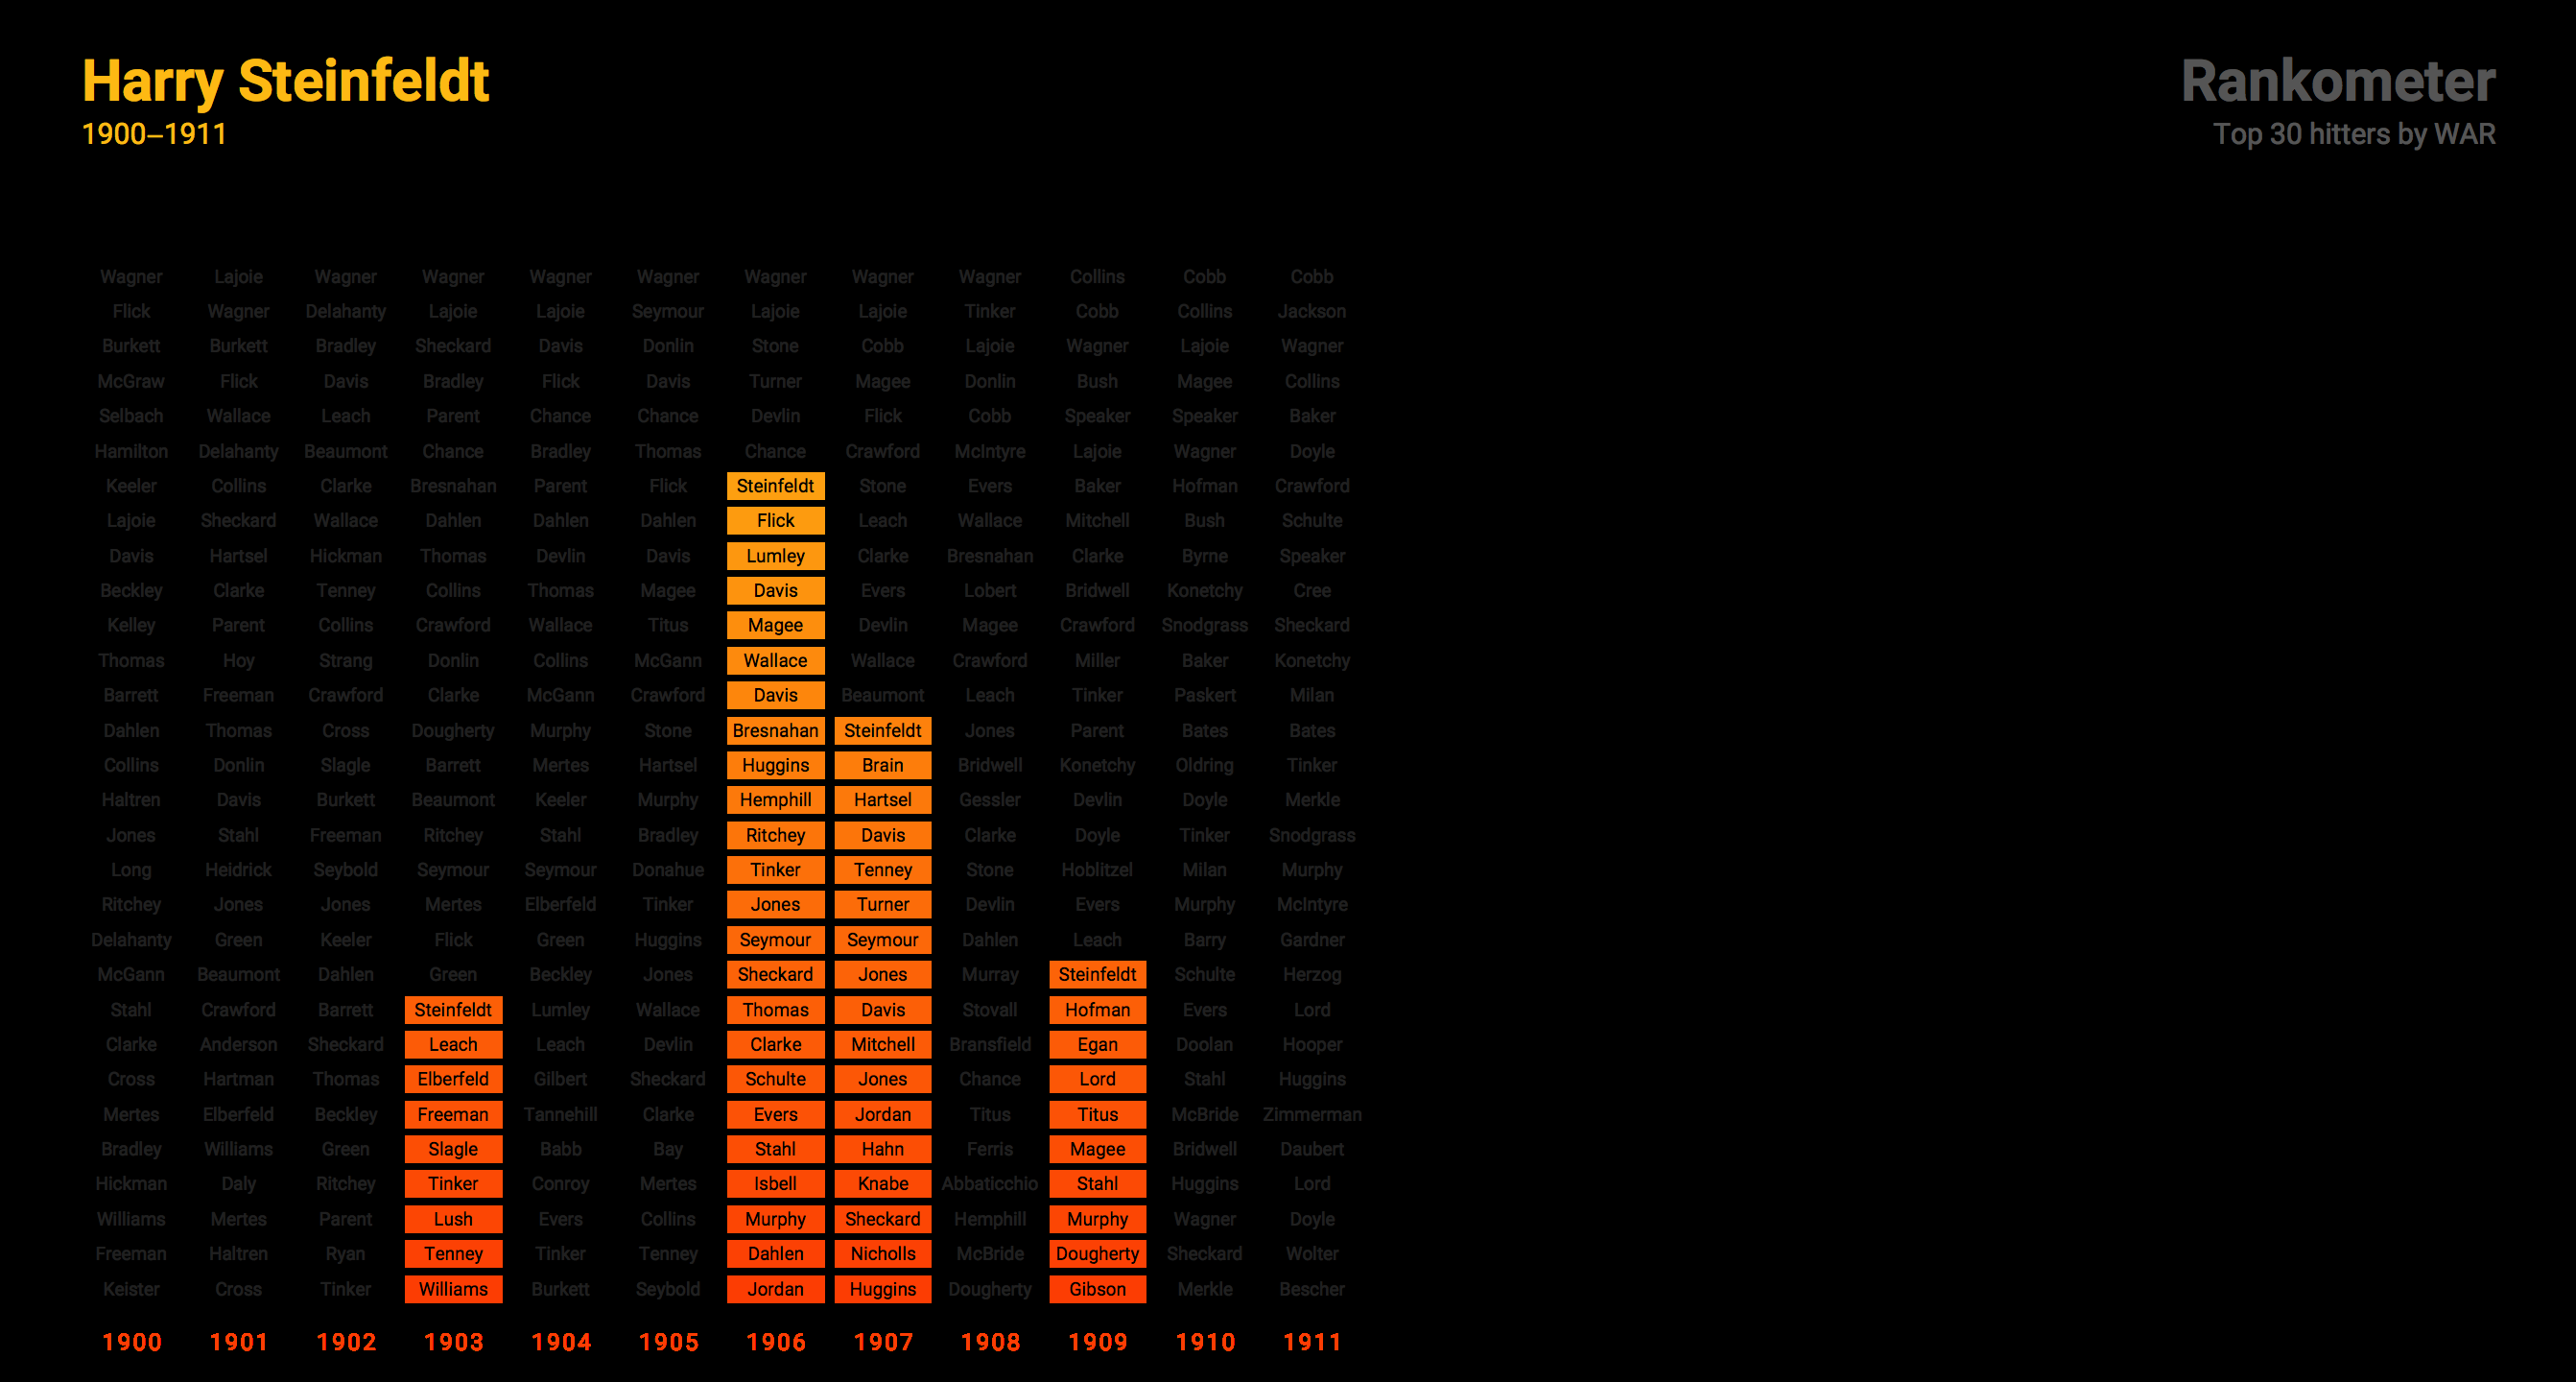 Harry Steinfeldt
1900–1911
Rankometer
Top 30 hitters by WAR
Wagner Lajoie Wagner Wagner Wagner Wagner Wagner Wagner Wagner Collins Cobb Cobb
Flick Wagner Delahanty Lajoie Lajoie Seymour Lajoie Lajoie Tinker Cobb Collins Jackson
Burkett Burkett Bradley Sheckard Davis Donlin Stone Cobb Lajoie Wagner Lajoie Wagner
McGraw Flick Davis Bradley Flick Davis Turner Magee Donlin Bush Magee Collins
Selbach Wallace Leach Parent Chance Chance Devlin Flick Cobb Speaker Speaker Baker
Hamilton Delahanty Beaumont Chance Bradley Thomas Chance Crawford McIntyre Lajoie Wagner Doyle
Keeler Collins Clarke Bresnahan Parent Flick Steinfeldt Stone Evers Baker Hofman Crawford
Lajoie Sheckard Wallace Dahlen Dahlen Dahlen Flick Leach Wallace Mitchell Bush Schulte
Davis Hartsel Hickman Thomas Devlin Davis Lumley Clarke Bresnahan Clarke Byrne Speaker
Beckley Clarke Tenney Collins Thomas Magee Davis Evers Lobert Bridwell Konetchy Cree
Kelley Parent Collins Crawford Wallace Titus Magee Devlin Magee Crawford Snodgrass Sheckard
Thomas Hoy Strang Donlin Collins McGann Wallace Wallace Crawford Miller Baker Konetchy
Barrett Freeman Crawford Clarke McGann Crawford Davis Beaumont Leach Tinker Paskert Milan
Dahlen Thomas Cross Dougherty Murphy Stone Bresnahan Steinfeldt Jones Parent Bates Bates
Collins Donlin Slagle Barrett Mertes Hartsel Huggins Brain Bridwell Konetchy Oldring Tinker
Haltren Davis Burkett Beaumont Keeler Murphy Hemphill Hartsel Gessler Devlin Doyle Merkle
Jones Stahl Freeman Ritchey Stahl Bradley Ritchey Davis Clarke Doyle Tinker Snodgrass
Long Heidrick Seybold Seymour Seymour Donahue Tinker Tenney Stone Hoblitzel Milan Murphy
Ritchey Jones Jones Mertes Elberfeld Tinker Jones Turner Devlin Evers Murphy McIntyre
Delahanty Green Keeler Flick Green Huggins Seymour Seymour Dahlen Leach Barry Gardner
McGann Beaumont Dahlen Green Beckley Jones Sheckard Jones Murray Steinfeldt Schulte Herzog
Stahl Crawford Barrett Steinfeldt Lumley Wallace Thomas Davis Stovall Hofman Evers Lord
Clarke Anderson Sheckard Leach Leach Devlin Clarke Mitchell Bransfield Egan Doolan Hooper
Cross Hartman Thomas Elberfeld Gilbert Sheckard Schulte Jones Chance Lord Stahl Huggins
Mertes Elberfeld Beckley Freeman Tannehill Clarke Evers Jordan Titus Titus McBride Zimmerman
Bradley Williams Green Slagle Babb Bay Stahl Hahn Ferris Magee Bridwell Daubert
Hickman Daly Ritchey Tinker Conroy Mertes Isbell Knabe Abbaticchio Stahl Huggins Lord
Williams Mertes Parent Lush Evers Collins Murphy Sheckard Hemphill Murphy Wagner Doyle
Freeman Haltren Ryan Tenney Tinker Tenney Dahlen Nicholls McBride Dougherty Sheckard Wolter
Keister Cross Tinker Williams Burkett Seybold Jordan Huggins Dougherty Gibson Merkle Bescher
1900 1901 1902 1903 1904 1905 1906 1907 1908 1909 1910 1911